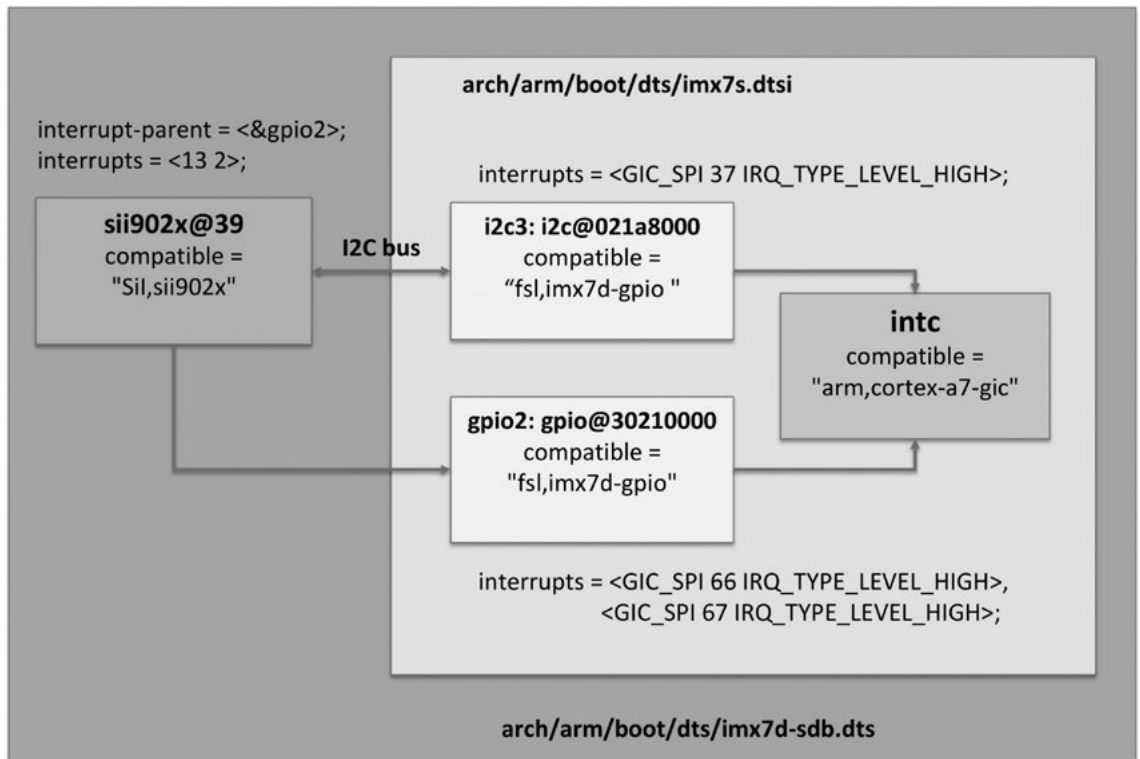 arch/arm/boot/dts/imx7s.dtsi
interrupt-parent = <&gpio2>;
interrupts = <13 2>;
interrupts = <GIC_SPI 37 IRQ_TYPE_LEVEL_HIGH>;
sii902x@39
compatible =
"SiI,sii902x"
I2C bus
i2c3: i2c@021a8000
compatible =
“fsl,imx7d-gpio "
intc
compatible =
"arm,cortex-a7-gic"
gpio2: gpio@30210000
compatible =
"fsl,imx7d-gpio"
interrupts = <GIC_SPI 66 IRQ_TYPE_LEVEL_HIGH>,
<GIC_SPI 67 IRQ_TYPE_LEVEL_HIGH>;
arch/arm/boot/dts/imx7d-sdb.dts